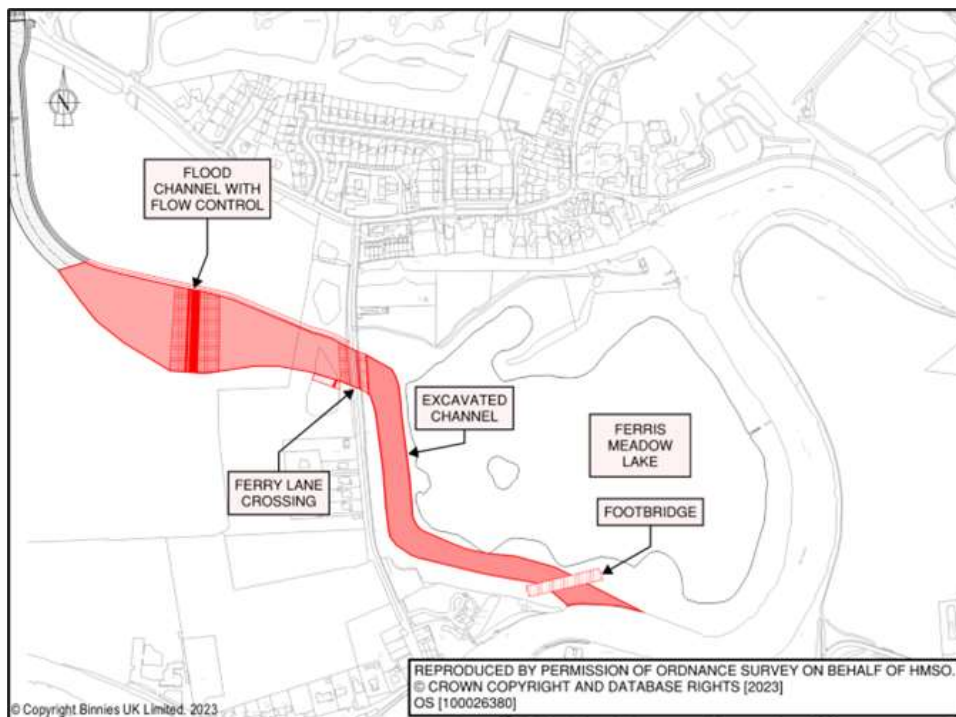 N
FLOOD
CHANNEL WITH
FLOW CONTROL
EXCAVATED
CHANNEL
FERRIS
MEADOW
LAKE
FERRY LANE
CROSSING
FOOTBRIDGE
REPRODUCED BY PERMISSION OF ORDNANCE SURVEY ON BEHALF OF HMSO.
© CROWN COPYRIGHT AND DATABASE RIGHTS [2023]
OS [100026380]
© Copyright Binnies UK Limited. 2023